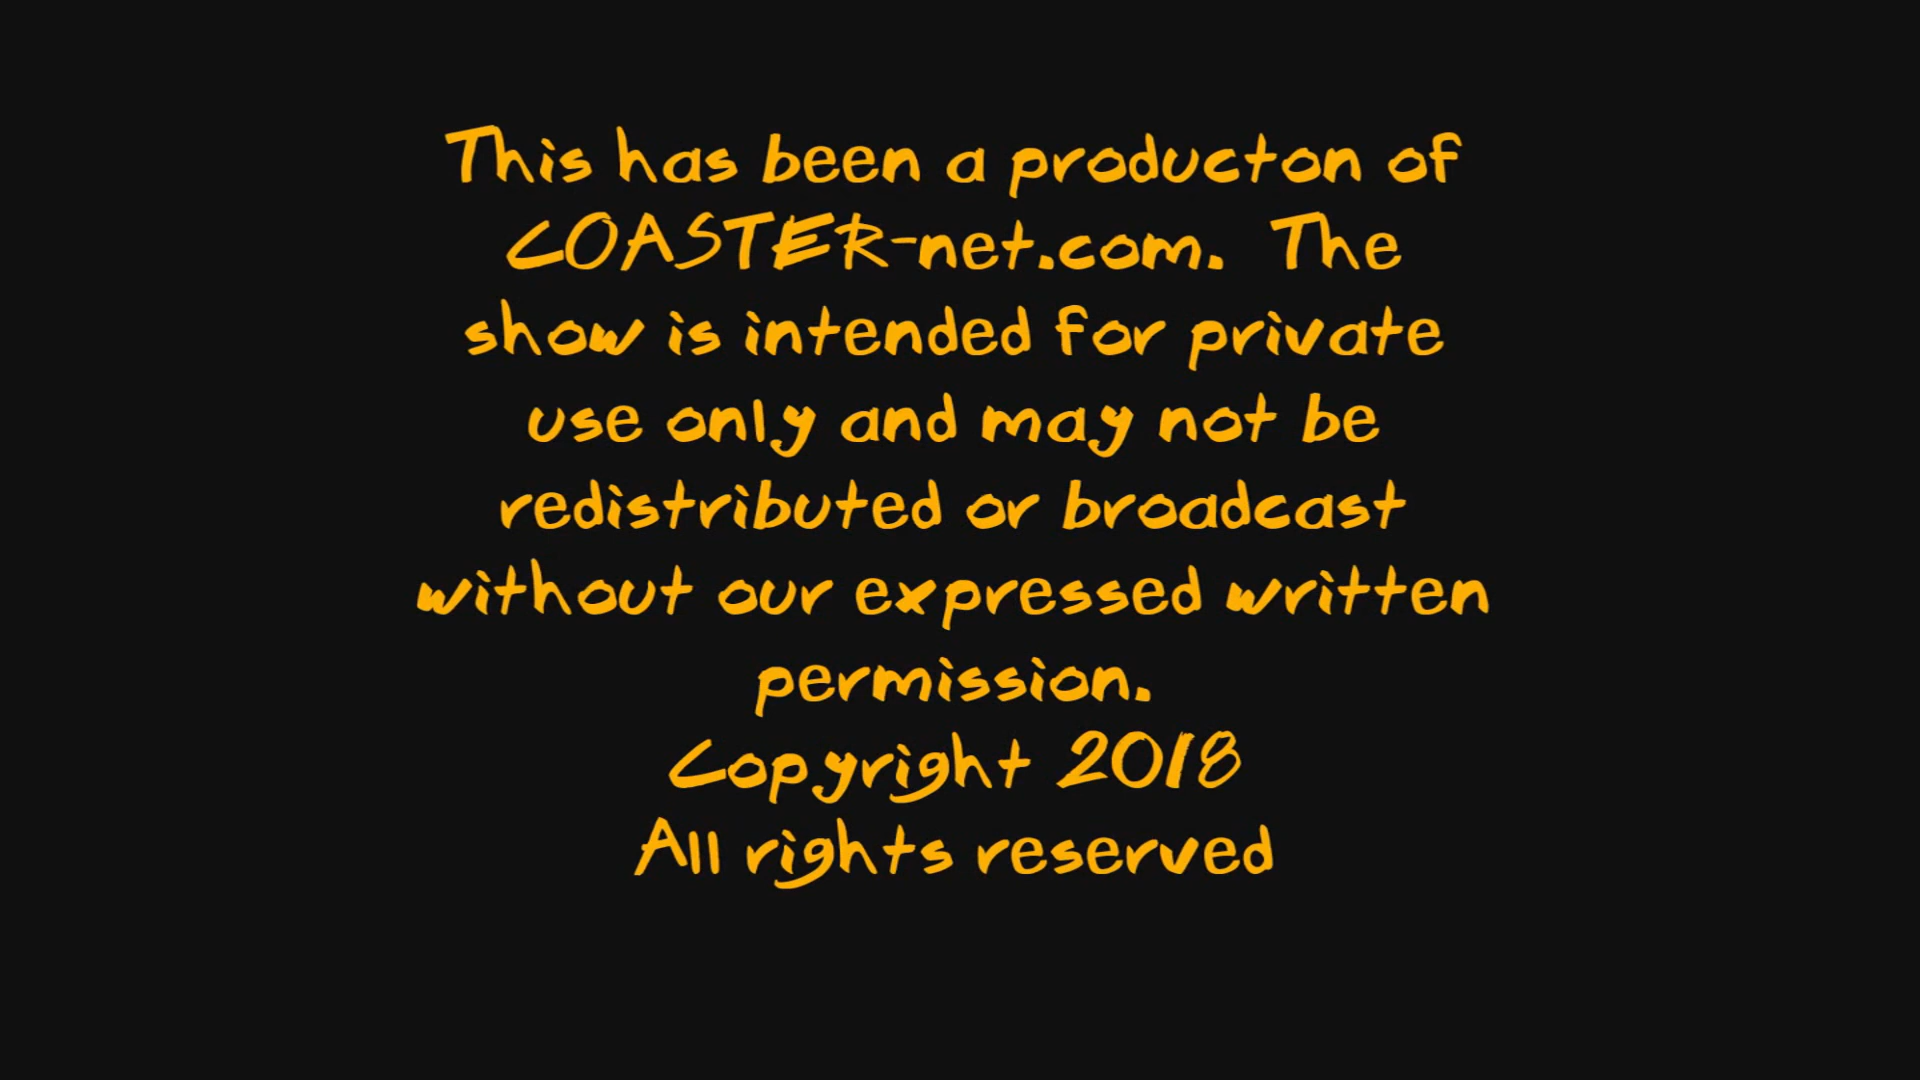 This has been a producton of
COASTER-net.com. The
show is intended for private
use only and may not be
redistributed or broadcast
without our expressed written
permission.
Copyright 2018
All rights reserved